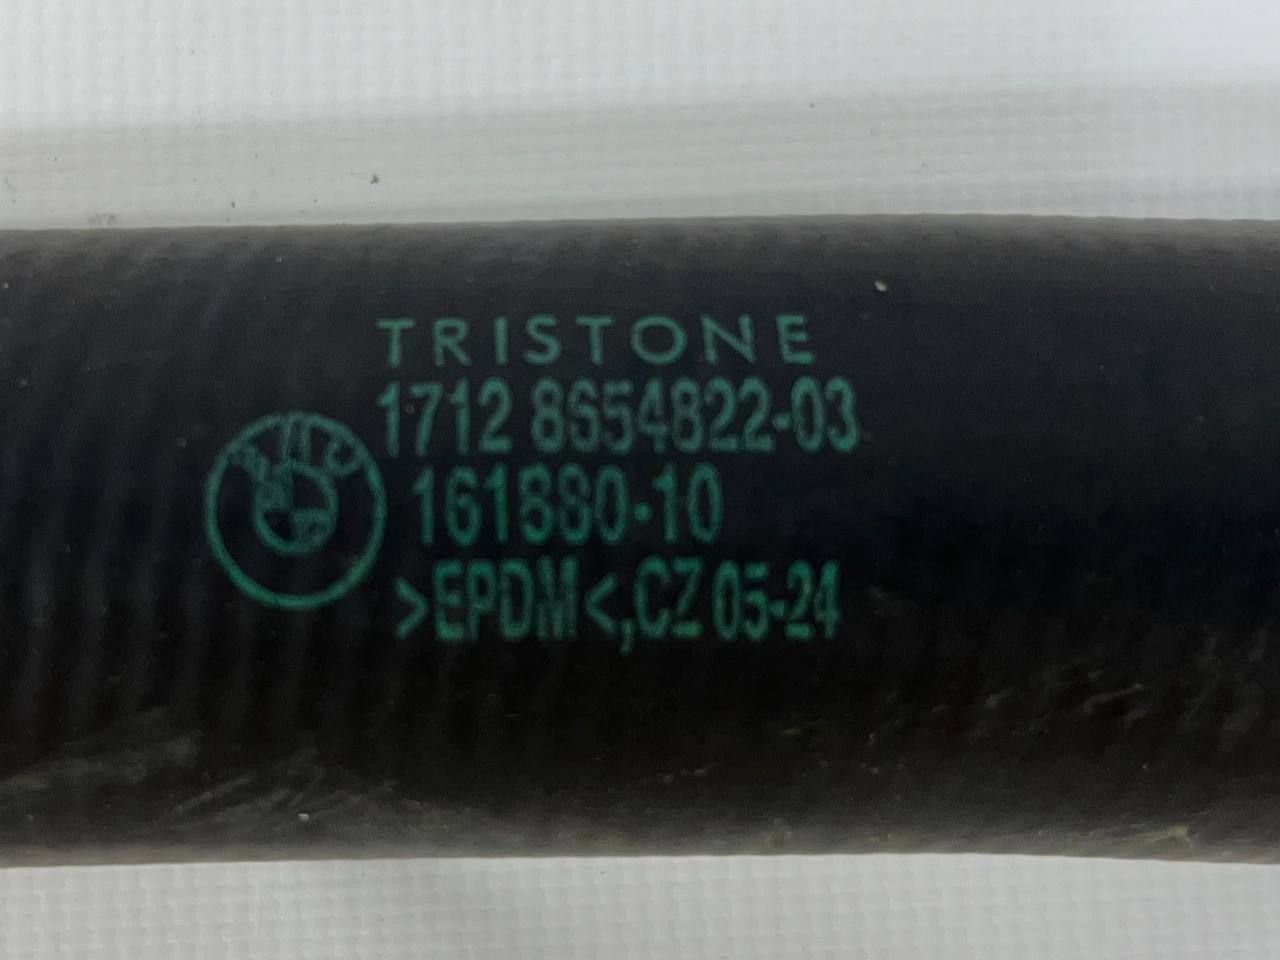 TRISTONE
1712 8654822-03
161880-10
>EPDM<,CZ 05-24